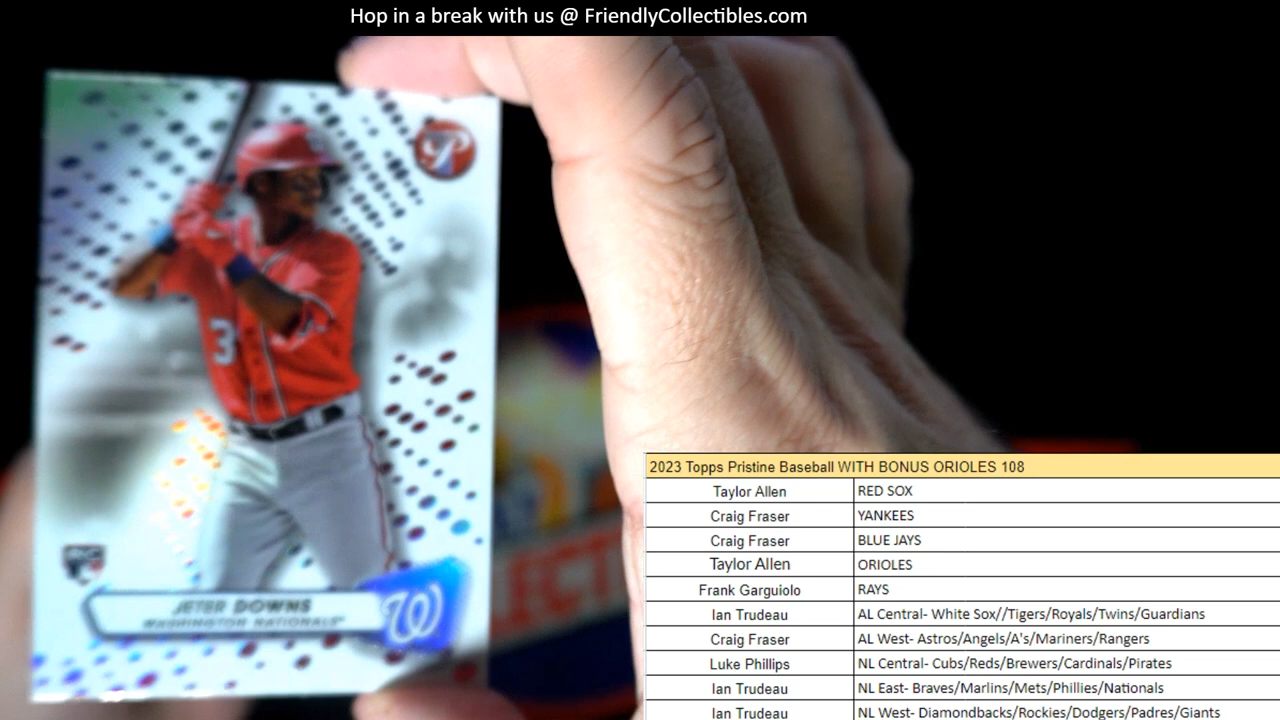 Hop in a break with us @ FriendlyCollectibles.com
P
3
RC
JETER DOWNS
WASHINGTON NATIONALS®
W
2023 Topps Pristine Baseball WITH BONUS ORIOLES 108
Taylor Allen RED SOX
Craig Fraser YANKEES
Craig Fraser BLUE JAYS
Taylor Allen ORIOLES
Frank Garguiolo RAYS
Ian Trudeau AL Central- White Sox//Tigers/Royals/Twins/Guardians
Craig Fraser AL West- Astros/Angels/A's/Mariners/Rangers
Luke Phillips NL Central- Cubs/Reds/Brewers/Cardinals/Pirates
Ian Trudeau NL East- Braves/Marlins/Mets/Phillies/Nationals
Ian Trudeau NL West- Diamondbacks/Rockies/Dodgers/Padres/Giants